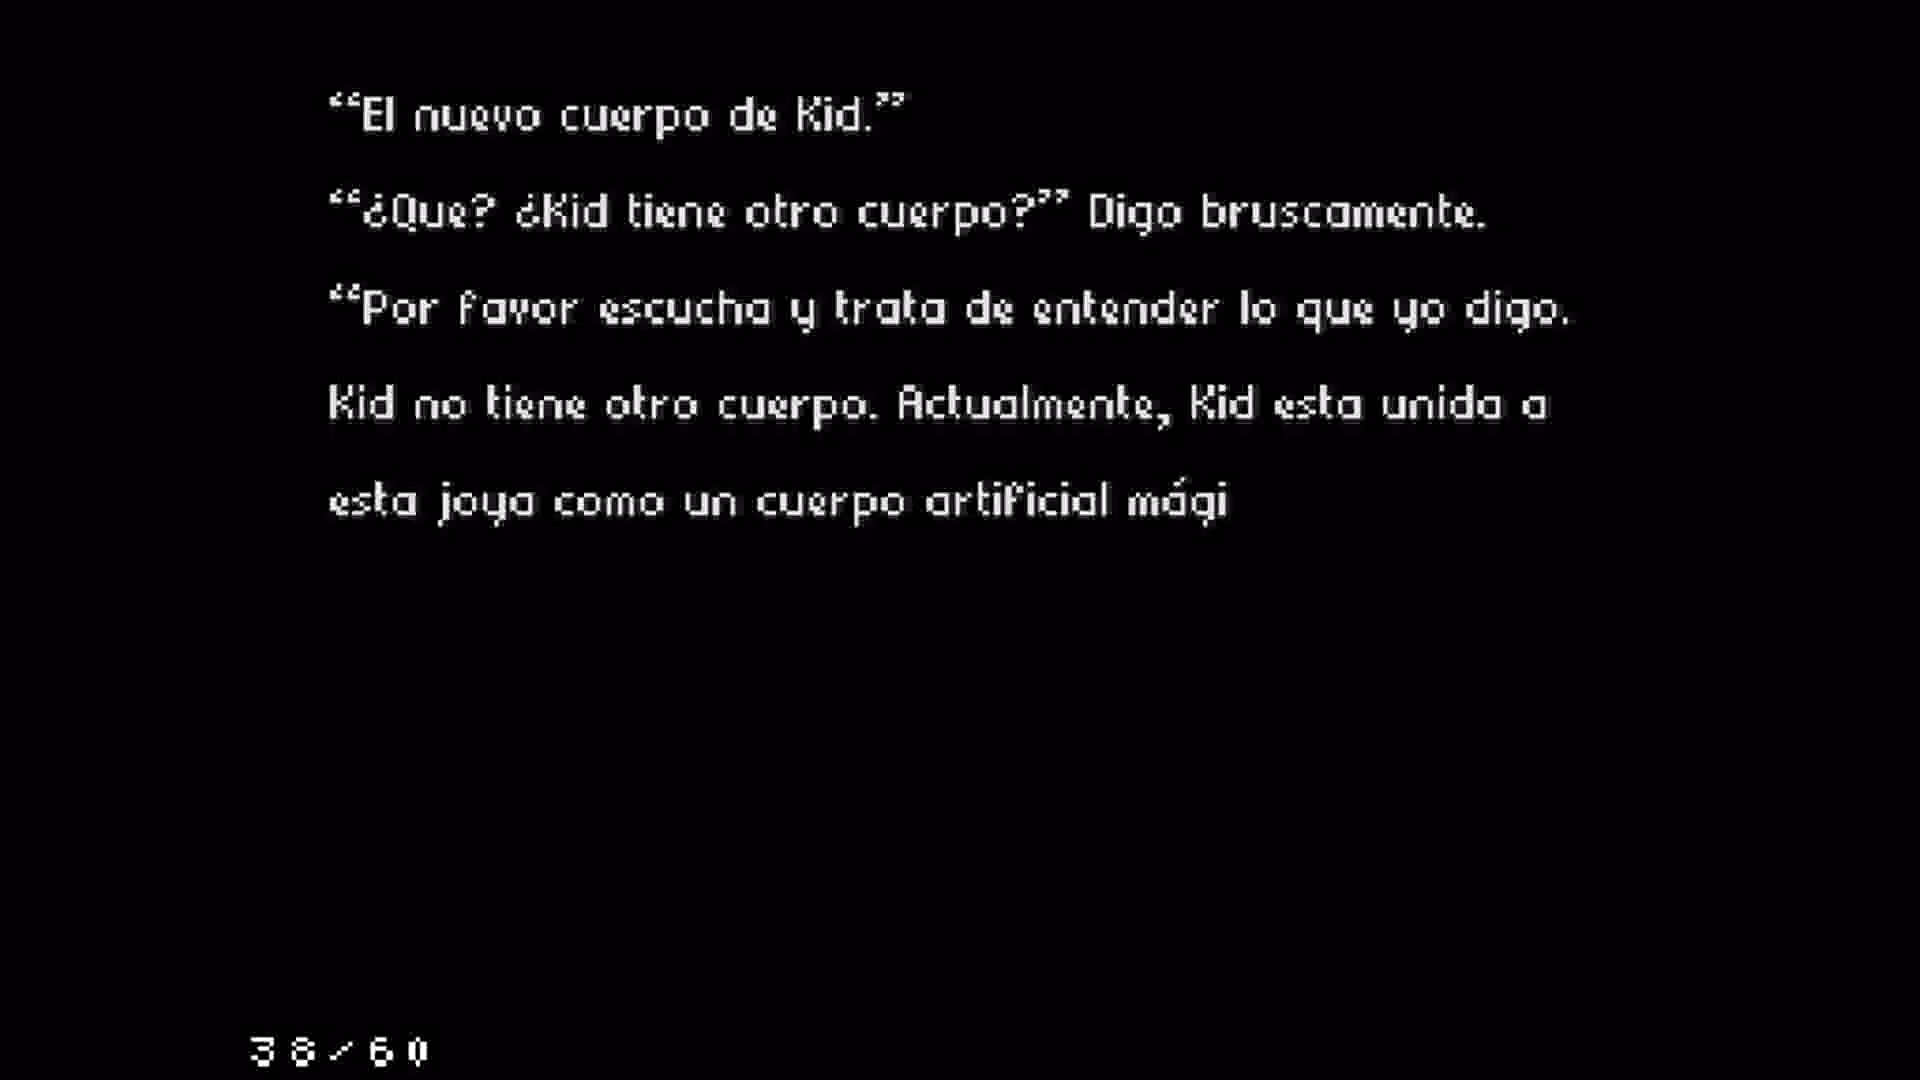 “El nuevo cuerpo de Kid.”
“¿Que? ¿Kid tiene otro cuerpo?” Digo bruscamente.
“Por favor escucha y trata de entender lo que yo digo.
Kid no tiene otro cuerpo. Actualmente, Kid esta unida a
esta joya como un cuerpo artificial mági
38/60